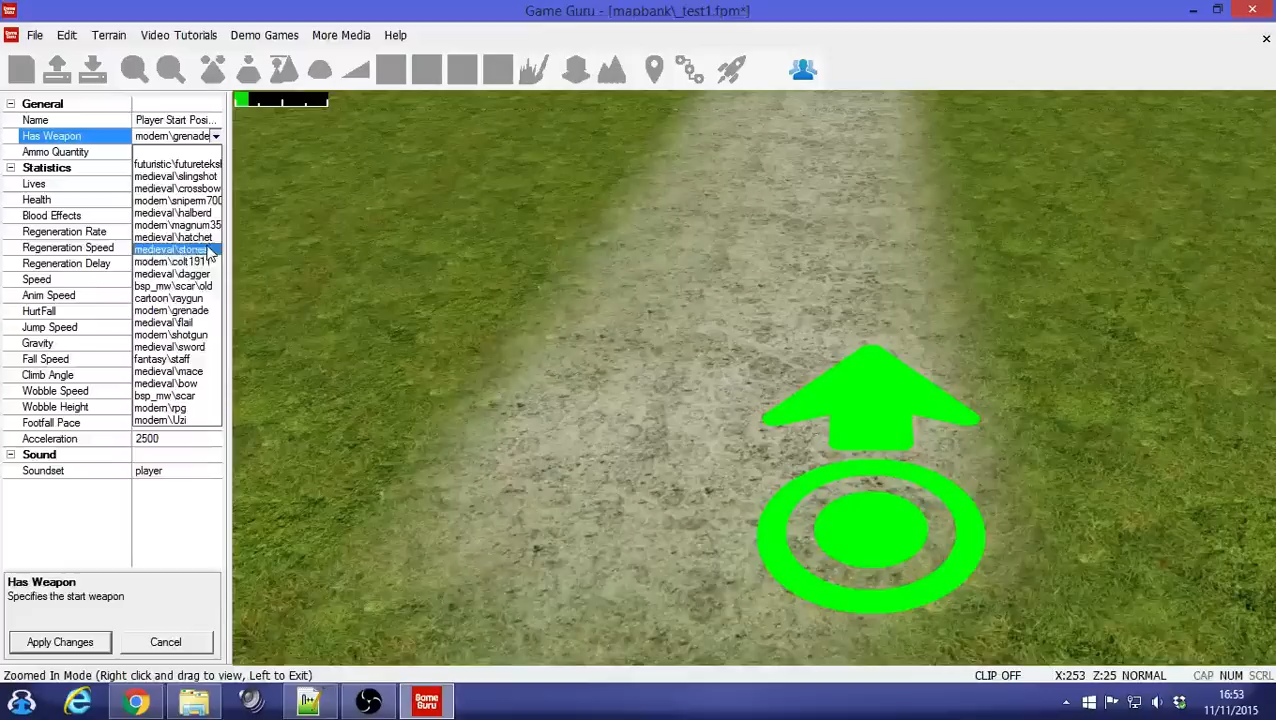 Game Guru - [mapbank\_test1.fpm*]
File Edit Terrain Video Tutorials Demo Games More Media Help
General
Name Player Start Posi...
Has Weapon modern\grenade
Ammo Quantity
futuristic\futureteksh
Statistics
medieval\slingshot
Lives
medieval\crossbow
Health
modern\sniperm700
medieval\halberd
Blood Effects
modern\magnum35
Regeneration Rate
medieval\hatchet
Regeneration Speed
medieval\stones
Regeneration Delay
modern\colt1911
medieval\dagger
Speed
bsp_mw\scar\old
Anim Speed
cartoon\raygun
HurtFall
modern\grenade
Jump Speed
medieval\flail
modern\shotgun
Gravity
medieval\sword
Fall Speed
fantasy\staff
Climb Angle
medieval\mace
Wobble Speed
medieval\bow
bsp_mw\scar
Wobble Height
modern\rpg
Footfall Pace
modern\Uzi
Acceleration 2500
Sound
Soundset player
Has Weapon
Specifies the start weapon
Apply Changes Cancel
Zoomed In Mode (Right click and drag to view, Left to Exit) CLIP OFF X:253 Z:25 NORMAL CAP NUM SCRL
GAME GURU
16:53
11/11/2015